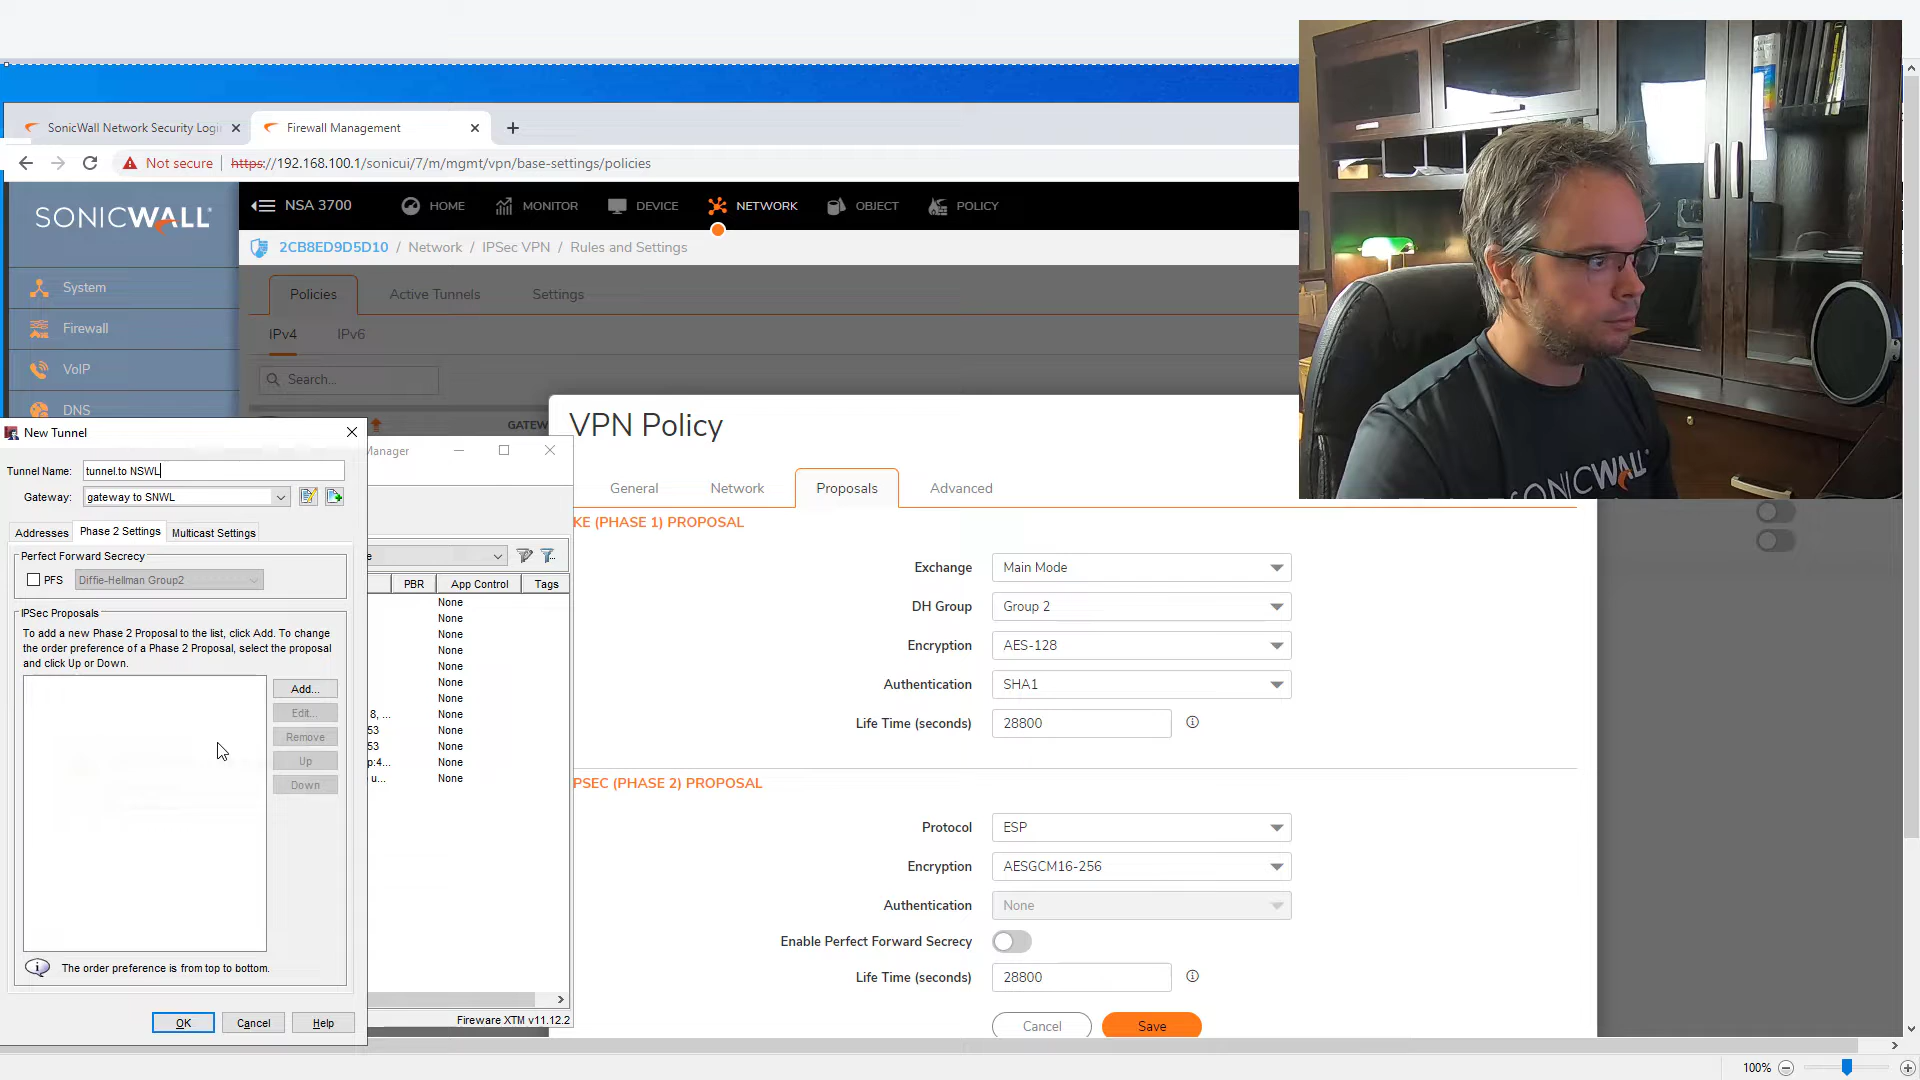 SonicWall Network Security Logi
Firewall Management
Not secure
https://192.168.100.1/sonicui/7/m/mgmt/vpn/base-settings/policies
SONICWALL
NSA 3700
HOME
MONITOR
DEVICE
NETWORK
OBJECT
POLICY
2CB8ED9D5D10 / Network / IPSec VPN / Rules and Settings
System
Firewall
VoIP
DNS
Policies
Active Tunnels
Settings
IPv4
IPv6
Search...
GATEW
VPN Policy
General
Network
Proposals
Advanced
KE (PHASE 1) PROPOSAL
Exchange
Main Mode
DH Group
Group 2
Encryption
AES-128
Authentication
SHA1
Life Time (seconds)
28800
PSEC (PHASE 2) PROPOSAL
Protocol
ESP
Encryption
AESGCM16-256
Authentication
None
Enable Perfect Forward Secrecy
Life Time (seconds)
28800
Cancel
Save
New Tunnel
Tunnel Name:
tunnel.to NSWL
Gateway:
gateway to SNWL
Addresses
Phase 2 Settings
Multicast Settings
Perfect Forward Secrecy
PFS
Diffie-Hellman Group2
IPSec Proposals
To add a new Phase 2 Proposal to the list, click Add. To change
the order preference of a Phase 2 Proposal, select the proposal
and click Up or Down.
Add...
Edit...
Remove
Up
Down
The order preference is from top to bottom.
OK
Cancel
Help
Manager
e
PBR
App Control
Tags
None
None
None
None
None
None
None
8, ...
None
53
None
53
None
p:4...
None
u...
None
Fireware XTM v11.12.2
SONICWALL
100%